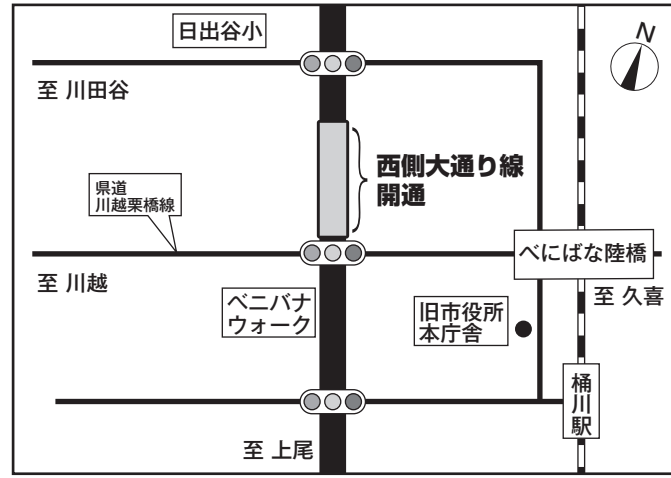 日出谷小
N
至 川田谷
西側大通り線
開通
県道
川越栗橋線
べにばな陸橋
至 川越
至 久喜
ベニバナ
ウォーク
旧市役所
本庁舎
桶川駅
至 上尾